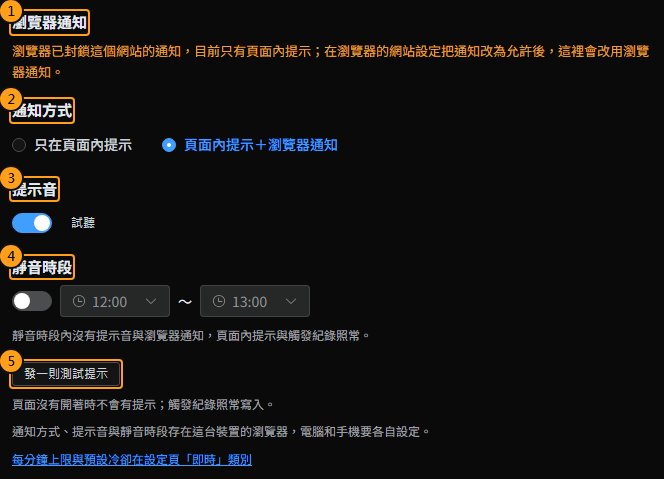 1
瀏覽器通知
瀏覽器已封鎖這個網站的通知，目前只有頁面內提示；在瀏覽器的網站設定把通知改為允許後，這裡會改用瀏覽
器通知。
2
通知方式
只在頁面內提示 頁面內提示＋瀏覽器通知
3
提示音
試聽
4
靜音時段
12:00 ～ 13:00
靜音時段內沒有提示音與瀏覽器通知，頁面內提示與觸發紀錄照常。
5
發一則測試提示
頁面沒有開著時不會有提示；觸發紀錄照常寫入。
通知方式、提示音與靜音時段存在這台裝置的瀏覽器，電腦和手機要各自設定。
每分鐘上限與預設冷卻在設定頁「即時」類別